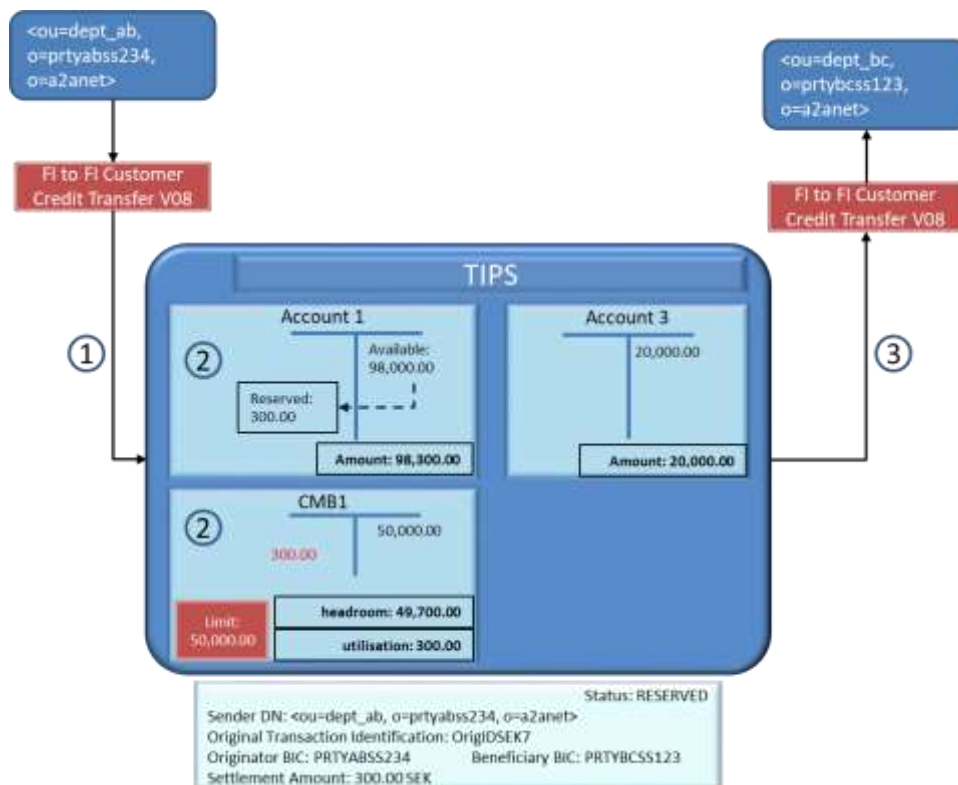 <ou=dept_ab,
o=prtyabss234,
o=a2anet>
<ou=dept_bc,
o=prtybcss123,
o=a2anet>
FI to FI Customer
Credit Transfer V08
FI to FI Customer
Credit Transfer V08
TIPS
1
2
Account 1
Available:
98,000.00
Reserved:
300.00
Amount: 98,300.00
Account 3
20,000.00
Amount: 20,000.00
3
2
CMB1
50,000.00
300.00
Limit:
50,000.00
headroom: 49,700.00
utilisation: 300.00
Status: RESERVED
Sender DN: <ou=dept_ab, o=prtyabss234, o=a2anet>
Original Transaction Identification: OrigIDSEK7
Originator BIC: PRTYABSS234 Beneficiary BIC: PRTYBCSS123
Settlement Amount: 300.00 SEK